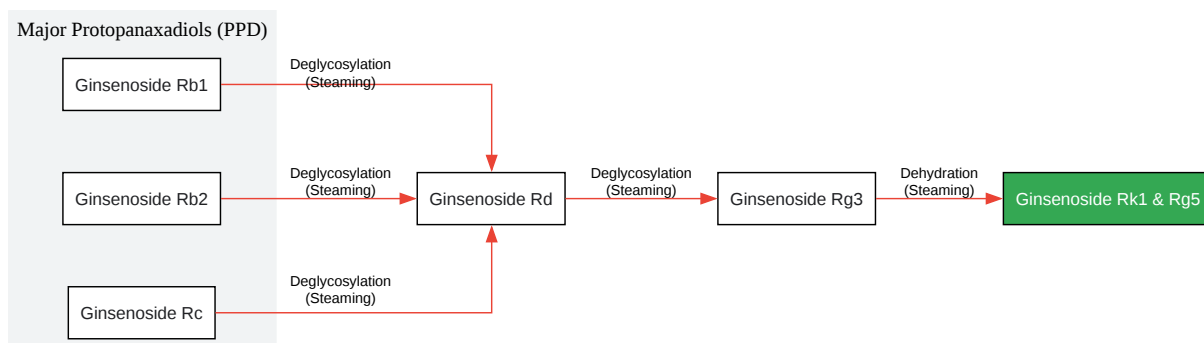 Major Protopanaxadiols (PPD)
Deglycosylation
(Steaming)
Ginsenoside Rb1
Deglycosylation
(Steaming)
Ginsenoside Rb2
Ginsenoside Rd
Deglycosylation
(Steaming)
Ginsenoside Rg3
Dehydration
(Steaming)
Ginsenoside Rk1 & Rg5
Deglycosylation
(Steaming)
Ginsenoside Rc